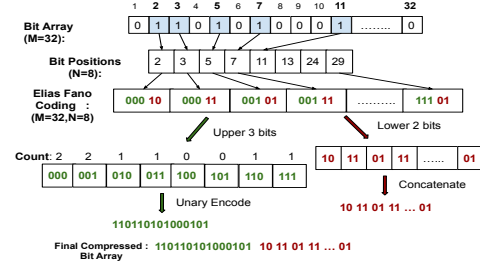 1 2 3 4 5 6 7 8 9 10 11 32
Bit Array (M=32): 0 1 1 0 1 0 1 0 0 0 1 ........ 0
Bit Positions (N=8): 2 3 5 7 11 13 24 29
Elias Fano Coding : (M=32,N=8) 000 10 000 11 001 01 001 11 .......... 111 01
Upper 3 bits Lower 2 bits
Count: 2 2 1 1 0 0 1 1
000 001 010 011 100 101 110 111
10 11 01 11 ...... 01
Unary Encode Concatenate
110110101000101
10 11 01 11 ... 01
Final Compressed : Bit Array 110110101000101 10 11 01 11 ... 01